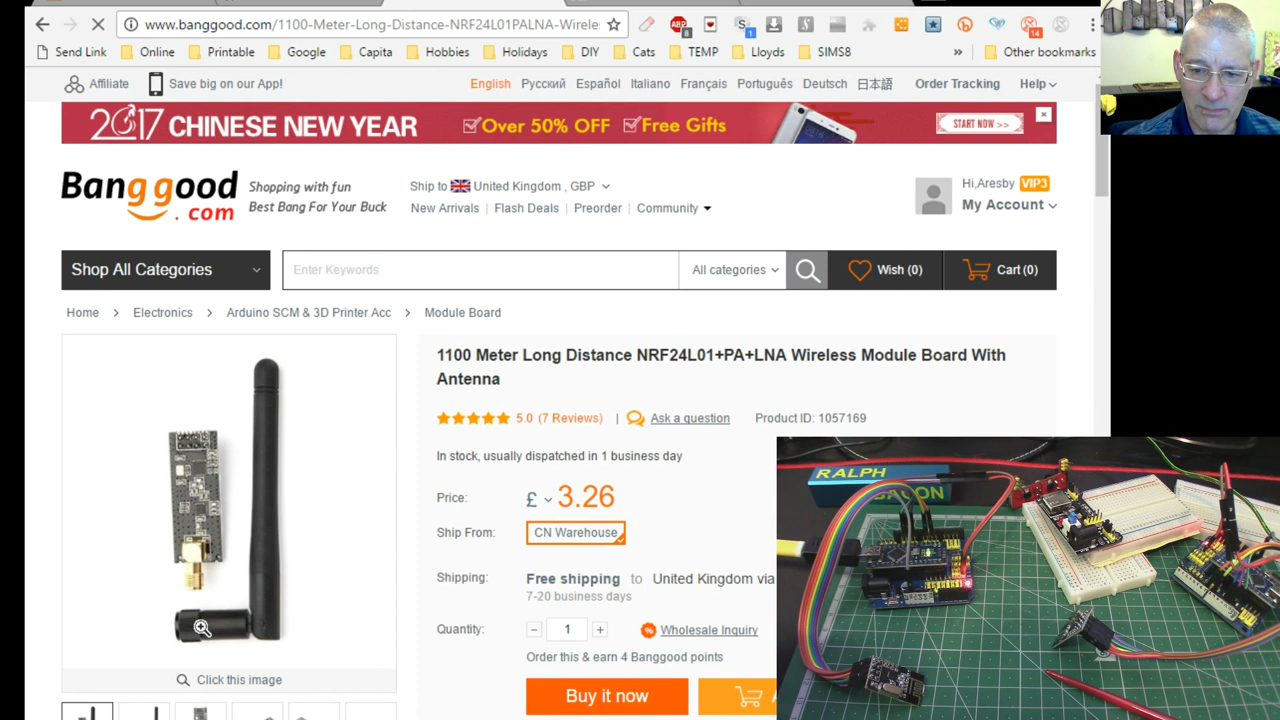 www.banggood.com/1100-Meter-Long-Distance-NRF24L01PALNA-Wirele
8
S
1
14
Send Link Online Printable Google Capita Hobbies Holidays DIY Cats TEMP Lloyds SIMS8 » Other bookmarks
Affiliate Save big on our App! English Русский Español Italiano Français Português Deutsch 日本語 Order Tracking Help
2017 CHINESE NEW YEAR Over 50% OFF Free Gifts START NOW >> ×
Banggood.com
Shopping with fun
Best Bang For Your Buck
Ship to United Kingdom , GBP
New Arrivals | Flash Deals | Preorder | Community
Hi,Aresby VIP3
My Account
Shop All Categories Enter Keywords All categories Wish (0) Cart (0)
Home > Electronics > Arduino SCM & 3D Printer Acc > Module Board
1100 Meter Long Distance NRF24L01+PA+LNA Wireless Module Board With
Antenna
5.0 (7 Reviews) | Ask a question Product ID: 1057169
In stock, usually dispatched in 1 business day
Price: £ 3.26
Ship From: CN Warehouse
Shipping: Free shipping to United Kingdom via
7-20 business days
Quantity: − 1 + Wholesale Inquiry
Order this & earn 4 Banggood points
Buy it now
Click this image
RALPH
BACON